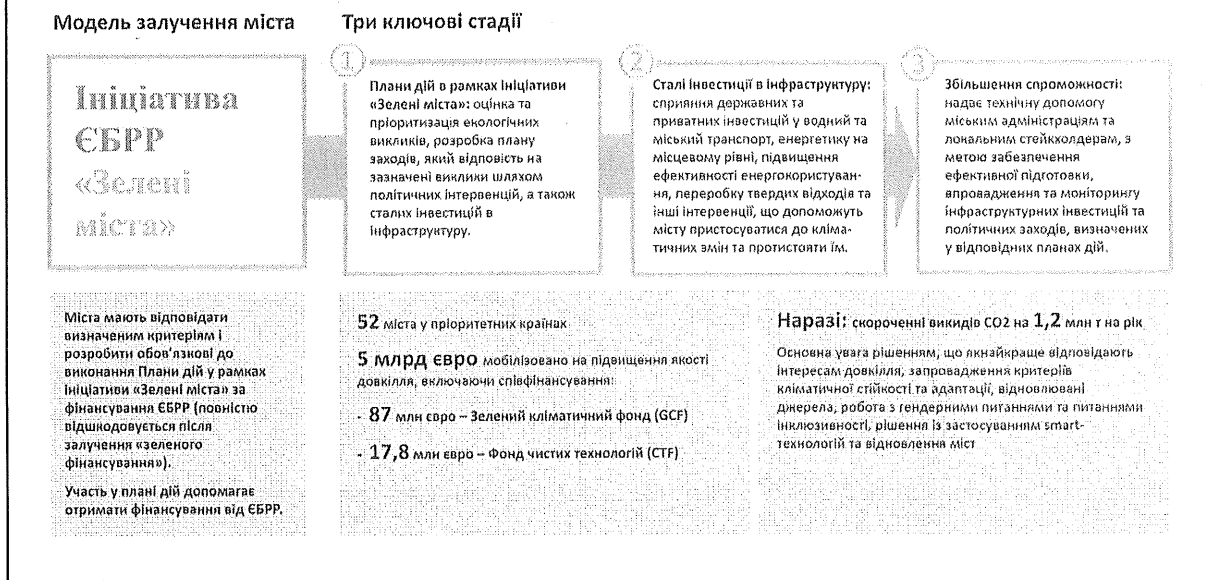 Модель залучення міста
Три ключові стадії
Ініціатива
ЄБРР
«Зелені
міста»
1
Плани дій в рамках Ініціативи
«Зелені міста»: оцінка та
пріоритизація екологічних
викликів, розробка плану
заходів, який відповість на
зазначені виклики шляхом
політичних інтервенцій, а також
сталих інвестицій в
інфраструктуру.
2
Сталі інвестиції в інфраструктуру:
сприяння державних та
приватних інвестицій у водний та
міський транспорт, енергетику на
місцевому рівні, підвищення
ефективності енергокористуван-
ня, переробку твердих відходів та
інші інтервенції, що допоможуть
місту пристосуватися до кліма-
тичних змін та протистояти їм.
3
Збільшення спроможності:
надає технічну допомогу
міським адміністраціям та
локальним стейкхолдерам, з
метою забезпечення
ефективної підготовки,
впровадження та моніторингу
інфраструктурних інвестицій та
політичних заходів, визначених
у відповідних планах дій.
Міста мають відповідати
визначеним критеріям і
розробити обов'язкові до
виконання Плани дій у рамках
Ініціативи «Зелені міста» за
фінансування ЄБРР (повністю
відшкодовується після
залучення «зеленого
фінансування»).
Участь у плані дій допомагає
отримати фінансування від ЄБРР.
52 міста у пріоритетних країнах
5 млрд євро мобілізовано на підвищення якості
довкілля, включаючи співфінансування:
- 87 млн євро – Зелений кліматичний фонд (GCF)
- 17,8 млн євро – Фонд чистих технологій (CTF)
Наразі: скороченні викидів СО2 на 1,2 млн т на рік
Основна увага рішенням, що якнайкраще відповідають
інтересам довкілля, запровадження критеріїв
кліматичної стійкості та адаптації, відновлювані
джерела, робота з гендерними питаннями та питаннями
інклюзивності, рішення із застосуванням smart-
технологій та відновлення міст